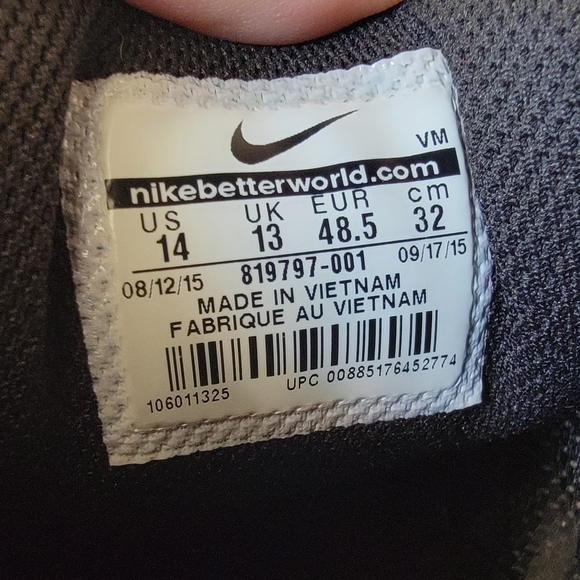 VM
nikebetterworld.com
US UK EUR cm
14 13 48.5 32
08/12/15 819797-001 09/17/15
MADE IN VIETNAM
FABRIQUE AU VIETNAM
106011325 UPC 00885176452774